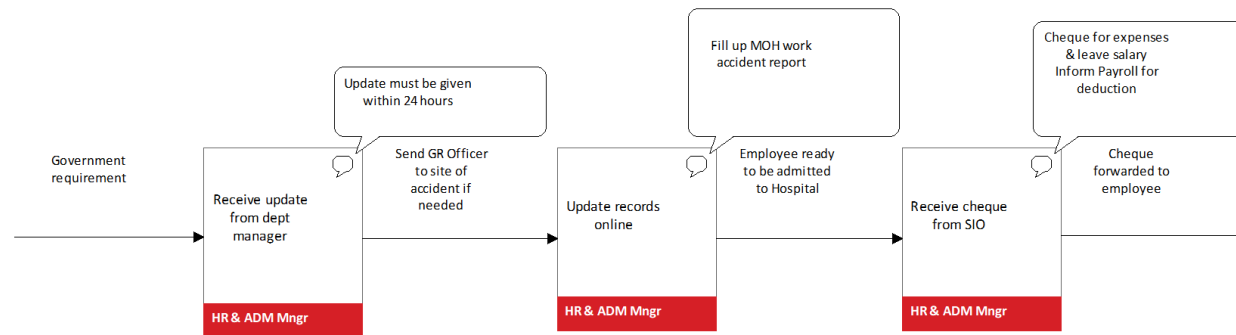 Government
requirement
Update must be given
within 24 hours
Receive update
from dept
manager
HR & ADM Mngr
Send GR Officer
to site of
accident if
needed
Fill up MOH work
accident report
Update records
online
HR & ADM Mngr
Employee ready
to be admitted
to Hospital
Cheque for expenses
& leave salary
Inform Payroll for
deduction
Receive cheque
from SIO
HR & ADM Mngr
Cheque
forwarded to
employee